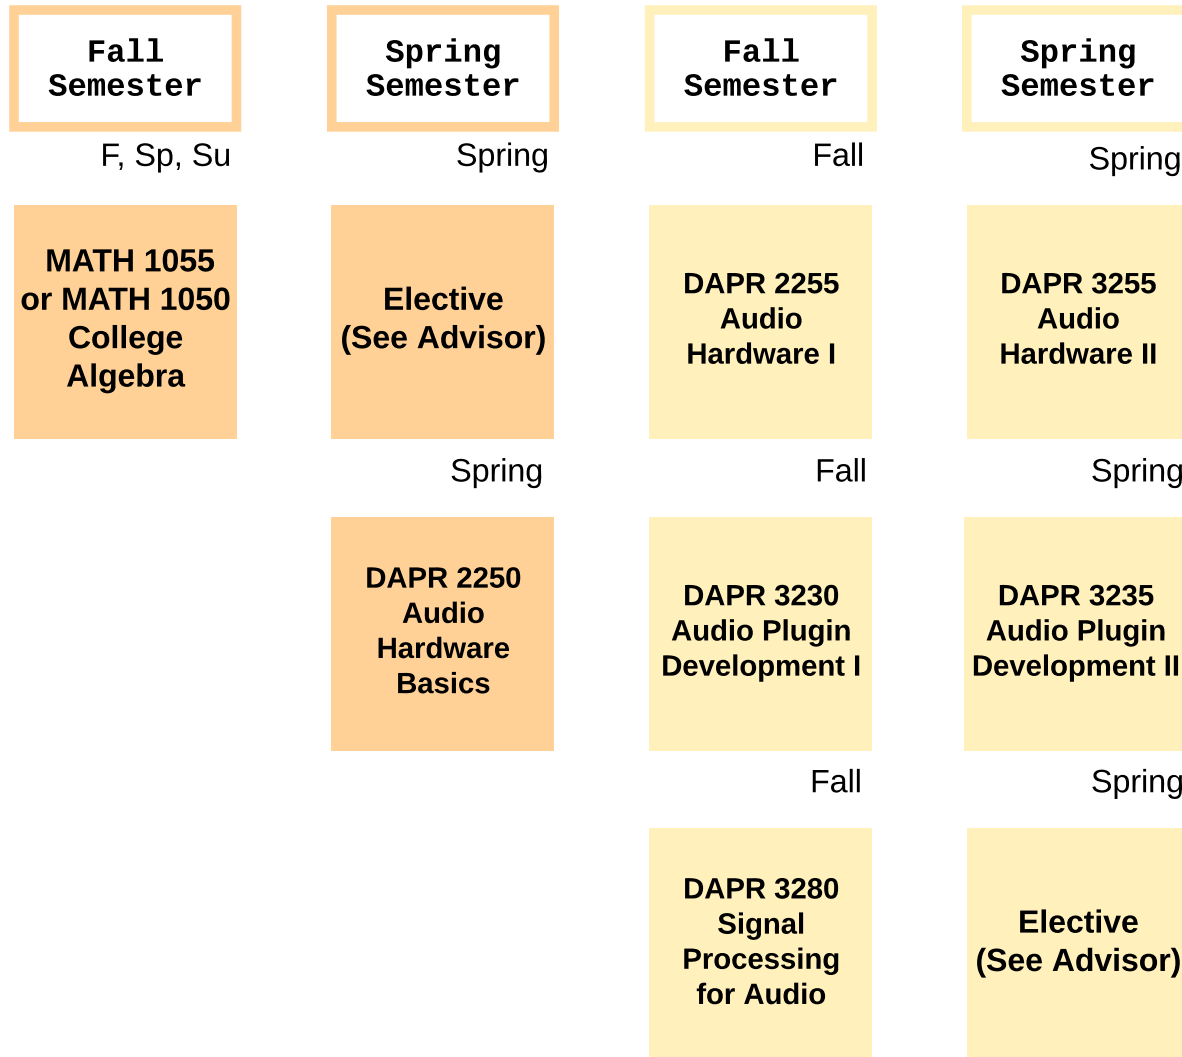 Fall
Semester
Spring
Semester
Fall
Semester
Spring
Semester
F, Sp, Su
Spring
Fall
Spring
MATH 1055
or MATH 1050
College
Algebra
Elective
(See Advisor)
DAPR 2255
Audio
Hardware I
DAPR 3255
Audio
Hardware II
Spring
Fall
Spring
DAPR 2250
Audio
Hardware
Basics
DAPR 3230
Audio Plugin
Development I
DAPR 3235
Audio Plugin
Development II
Fall
Spring
DAPR 3280
Signal
Processing
for Audio
Elective
(See Advisor)